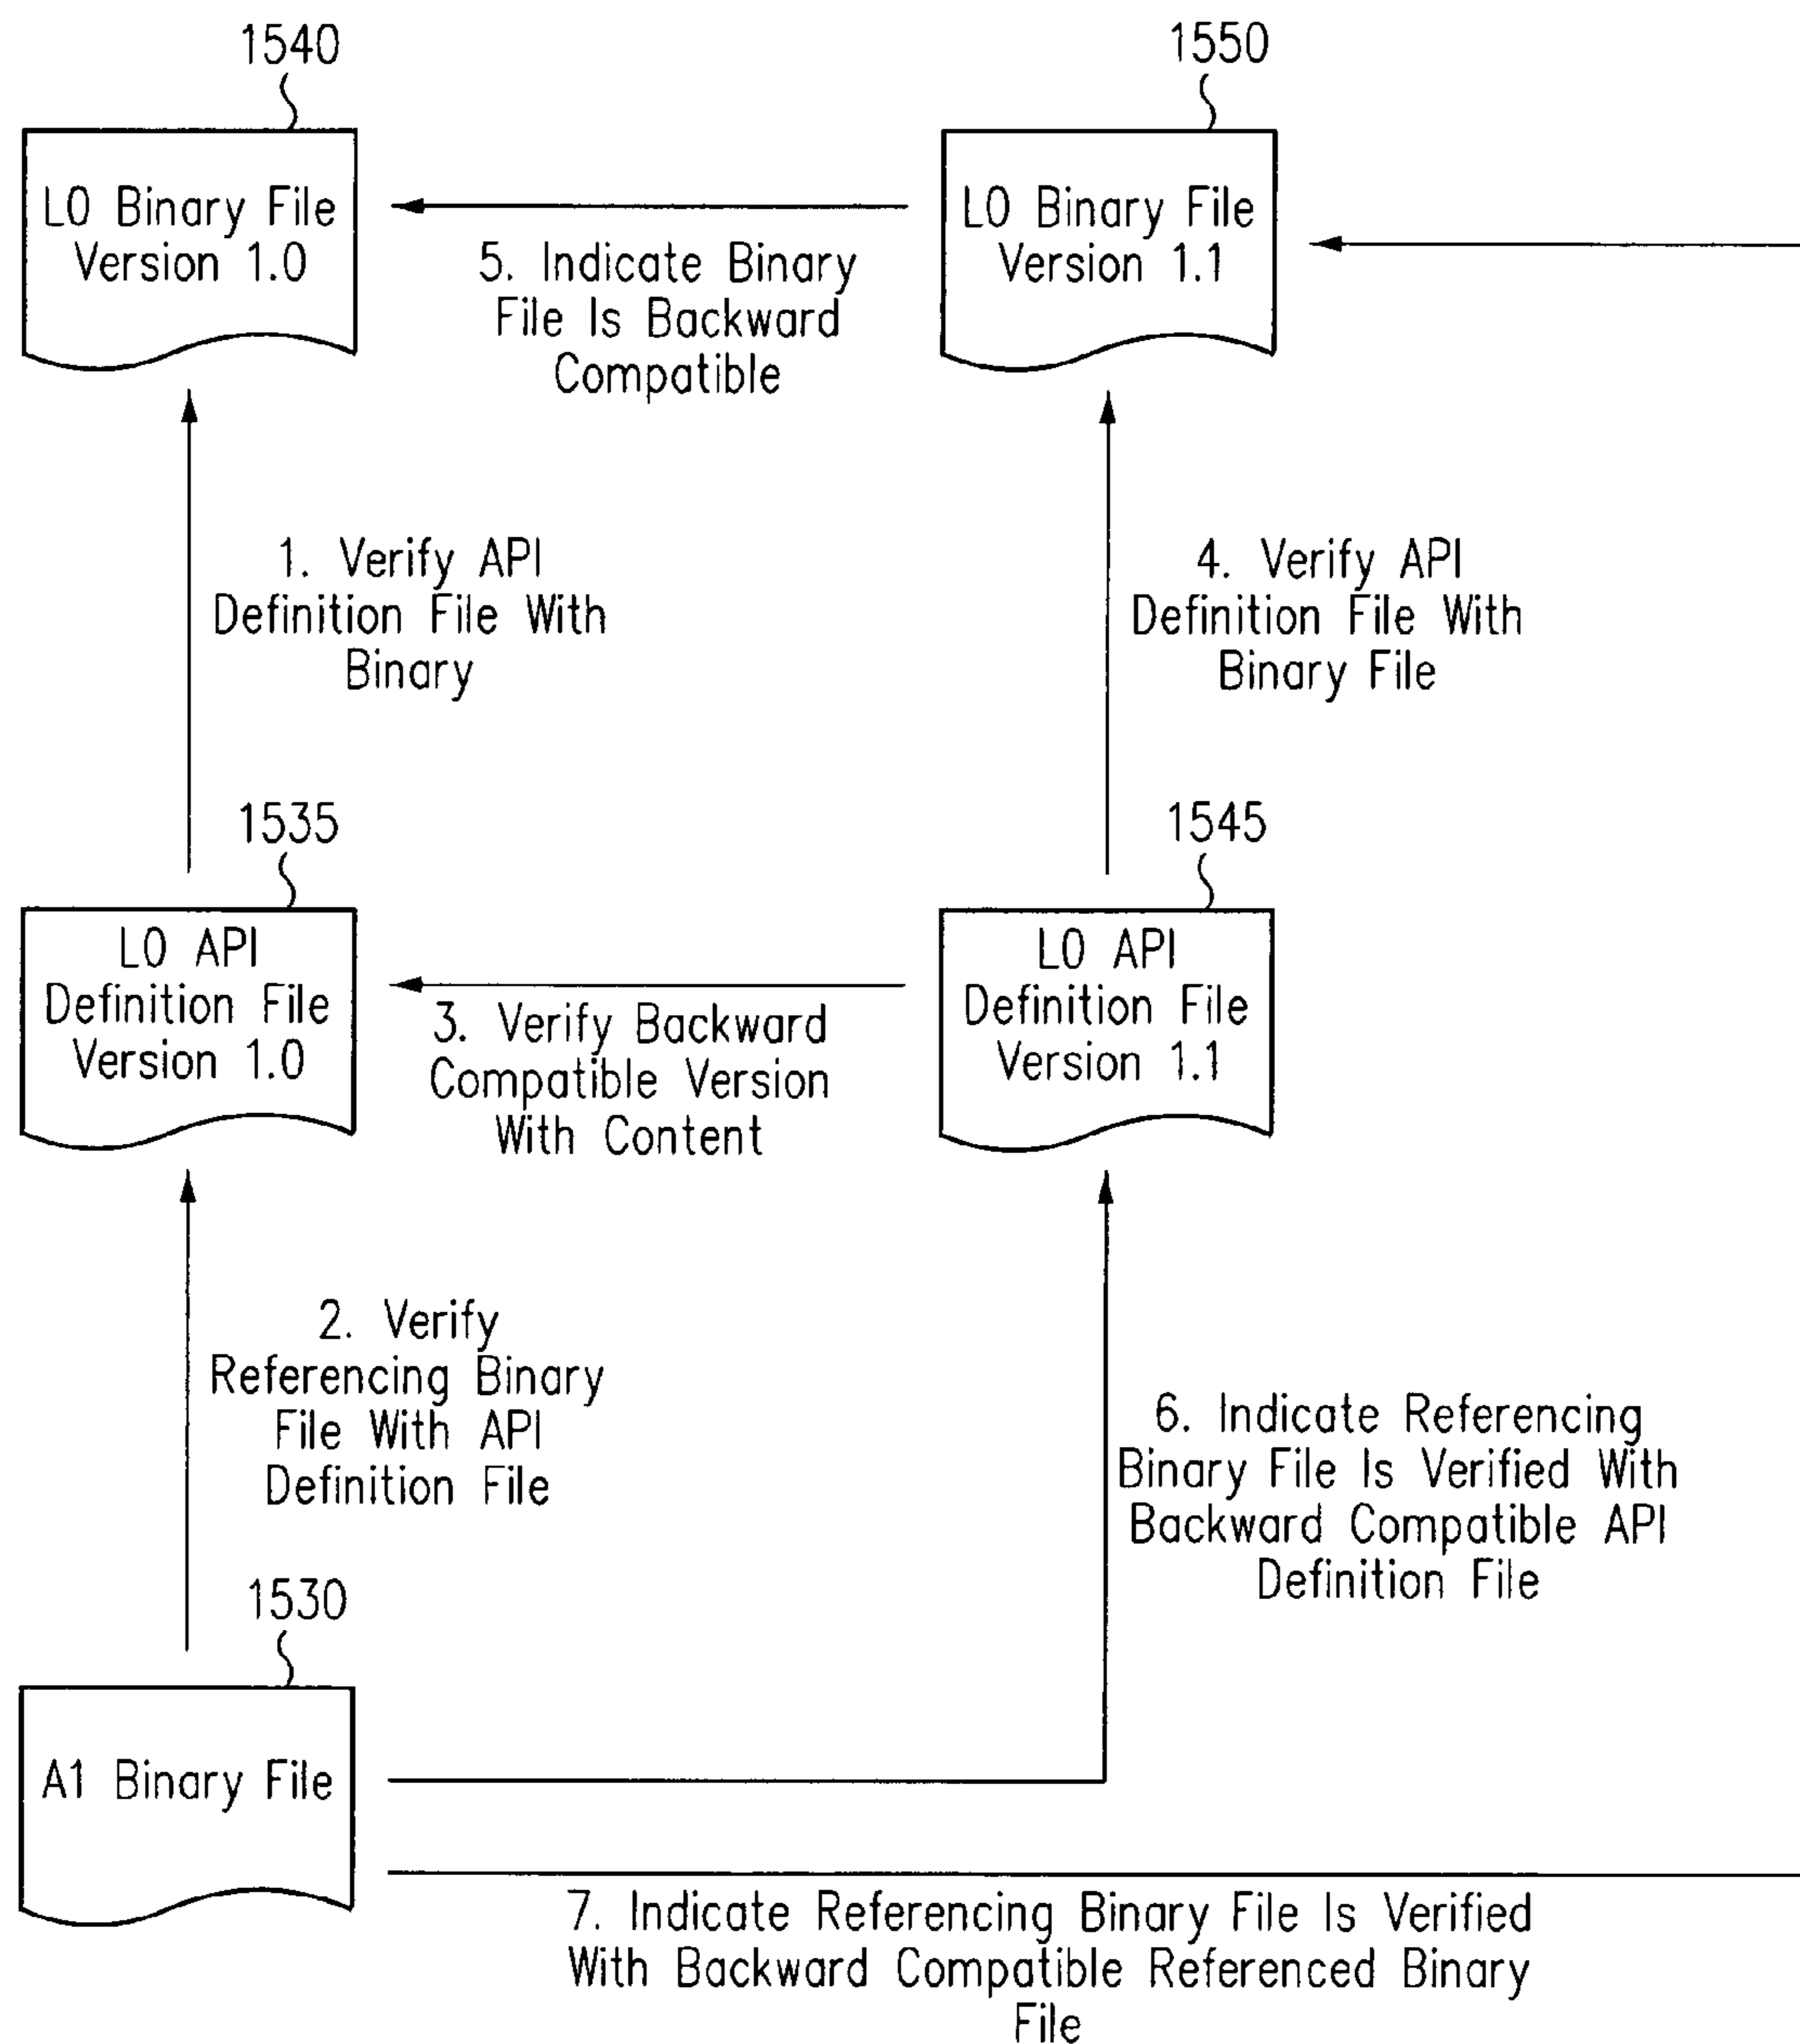 1540
1550
L0 Binary File
Version 1.0
L0 Binary File
Version 1.1
5. Indicate Binary
File Is Backward
Compatible
1. Verify API
Definition File With
Binary
4. Verify API
Definition File With
Binary File
1535
1545
L0 API
Definition File
Version 1.0
L0 API
Definition File
Version 1.1
3. Verify Backward
Compatible Version
With Content
2. Verify
Referencing Binary
File With API
Definition File
6. Indicate Referencing
Binary File Is Verified With
Backward Compatible API
Definition File
1530
A1 Binary File
7. Indicate Referencing Binary File Is Verified
With Backward Compatible Referenced Binary
File